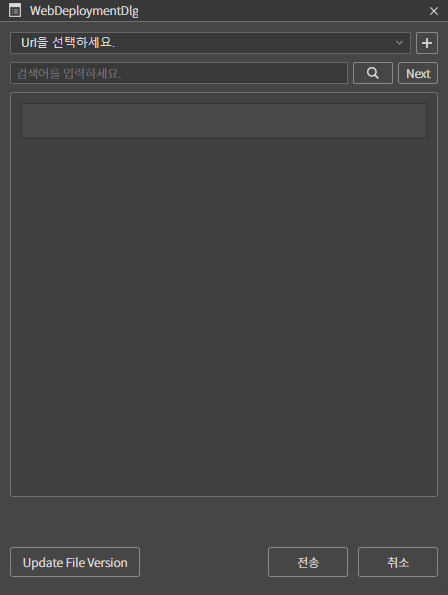 WebDeploymentDlg
Url을 선택하세요.
검색어를 입력하세요.
Next
Update File Version
전송
취소